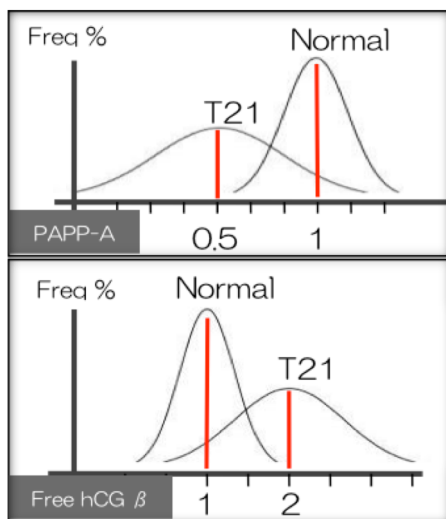 Freq %
Normal
T21
PAPP-A
0.5 1
Freq %
Normal
T21
Free hCG β
1 2